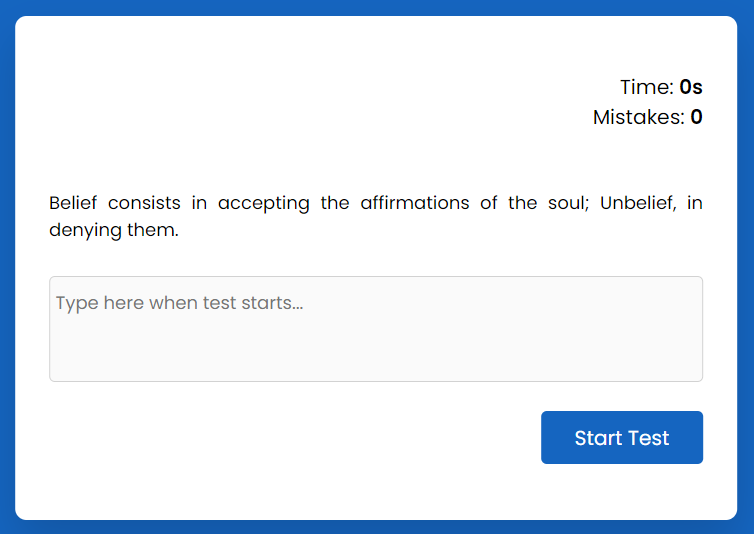 Time: 0s
Mistakes: 0
Belief consists in accepting the affirmations of the soul; Unbelief, in
denying them.
Type here when test starts...
Start Test